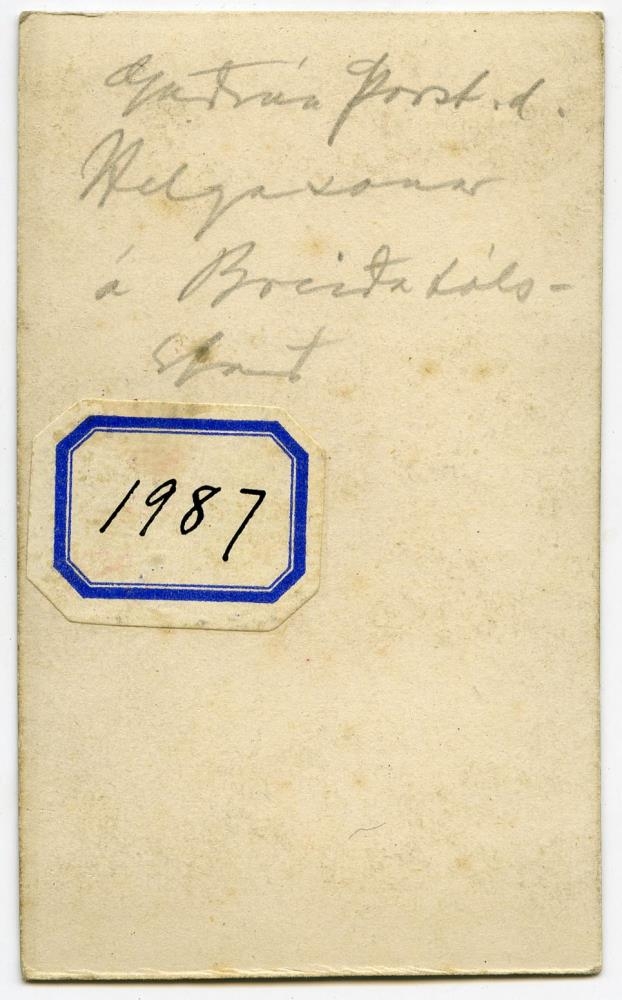 Guðrún Þorst.d.
Helgasonar
á Breiðabóls-
stað
1987